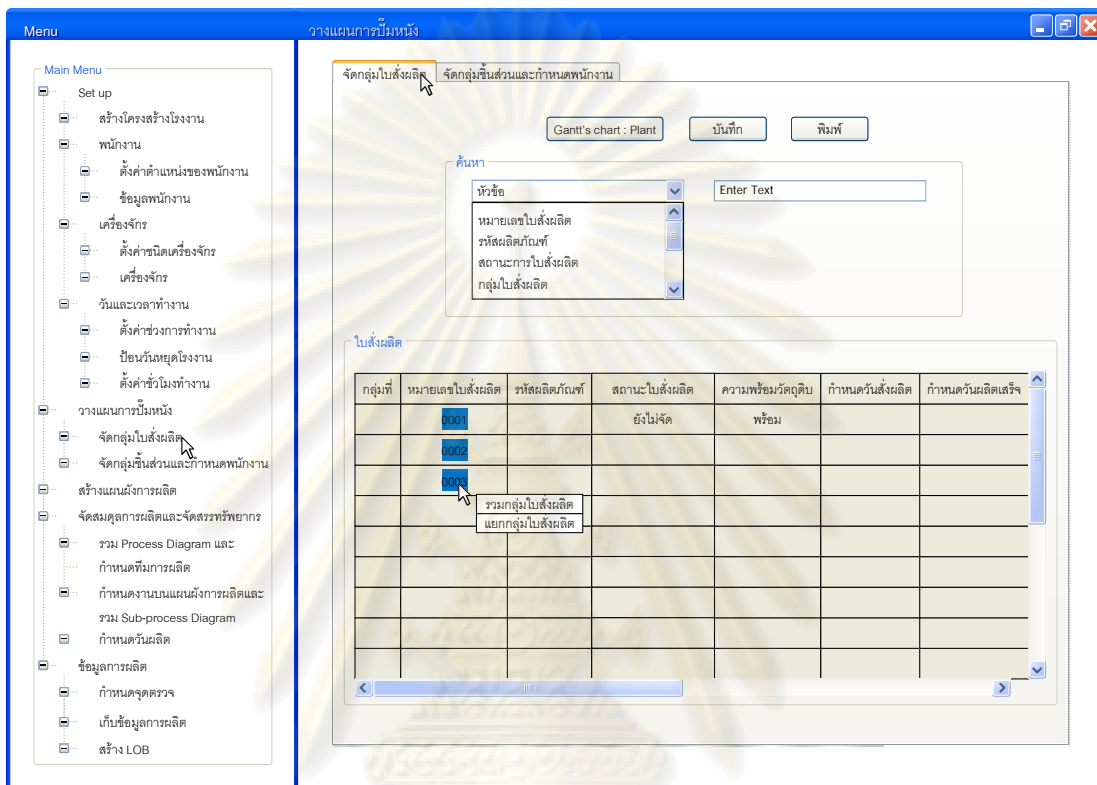 Menu
Main Menu
Set up
สร้างโครงสร้างโรงงาน
พนักงาน
ตั้งค่าตำแหน่งของพนักงาน
ข้อมูลพนักงาน
เครื่องจักร
ตั้งค่าชนิดเครื่องจักร
เครื่องจักร
วันและเวลาทำงาน
ตั้งค่าช่วงการทำงาน
ป้อนวันหยุดโรงงาน
ตั้งค่าชั่วโมงทำงาน
วางแผนการปั๊มหนัง
จัดกลุ่มใบสั่งผลิต
จัดกลุ่มชิ้นส่วนและกำหนดพนักงาน
สร้างแผนผังการผลิต
จัดสมดุลการผลิตและจัดสรรทรัพยากร
รวม Process Diagram และ
กำหนดทีมการผลิต
กำหนดงานบนแผนผังการผลิตและ
รวม Sub-process Diagram
กำหนดวันผลิต
ข้อมูลการผลิต
กำหนดจุดตรวจ
เก็บข้อมูลการผลิต
สร้าง LOB
วางแผนการปั๊มหนัง
จัดกลุ่มใบสั่งผลิต จัดกลุ่มชิ้นส่วนและกำหนดพนักงาน
Gantt's chart : Plant บันทึก พิมพ์
ค้นหา
หัวข้อ Enter Text
หมายเลขใบสั่งผลิต
รหัสผลิตภัณฑ์
สถานะการใบสั่งผลิต
กลุ่มใบสั่งผลิต
ใบสั่งผลิต
กลุ่มที่ หมายเลขใบสั่งผลิต รหัสผลิตภัณฑ์ สถานะใบสั่งผลิต ความพร้อมวัตถุดิบ กำหนดวันสั่งผลิต กำหนดวันผลิตเสร็จ
0001 ยังไม่จัด พร้อม
0002
0003
รวมกลุ่มใบสั่งผลิต
แยกกลุ่มใบสั่งผลิต